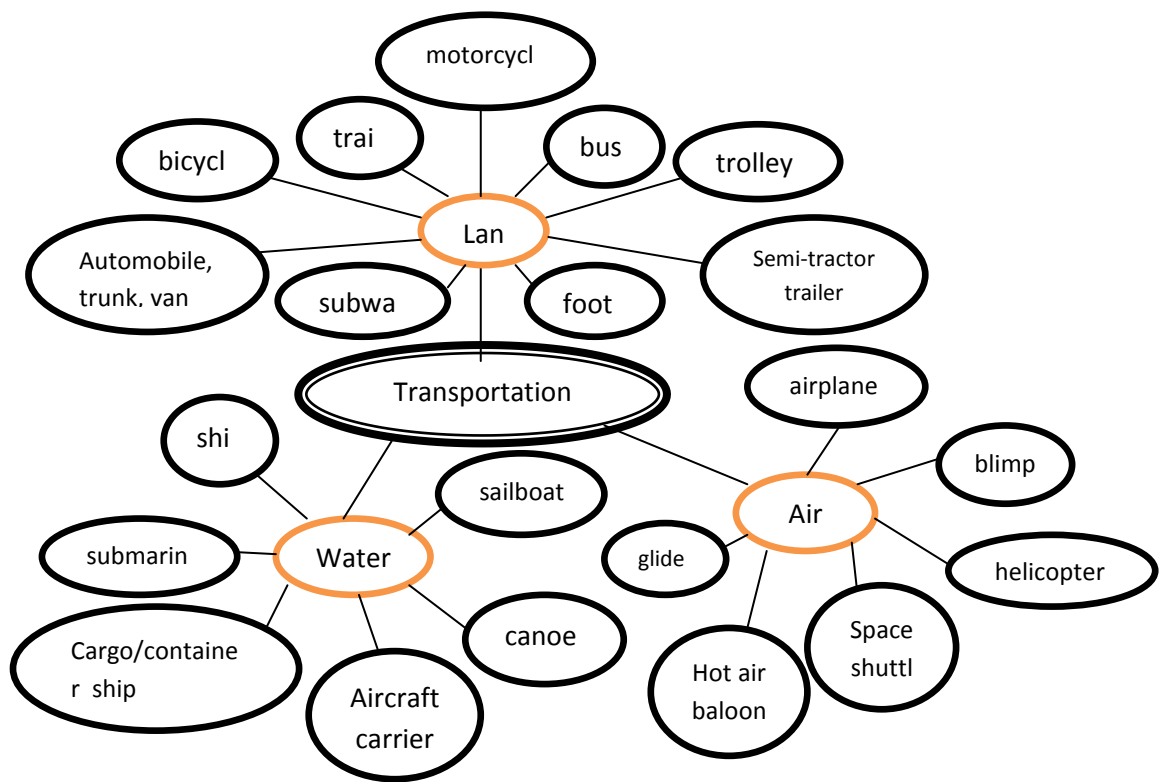 motorcycl
trai
bus
bicycl
trolley
Lan
Automobile,
trunk, van
Semi-tractor
trailer
subwa
foot
Transportation
airplane
shi
blimp
sailboat
Air
submarin
Water
glide
helicopter
canoe
Cargo/containe
r ship
Aircraft
carrier
Hot air
baloon
Space
shuttl